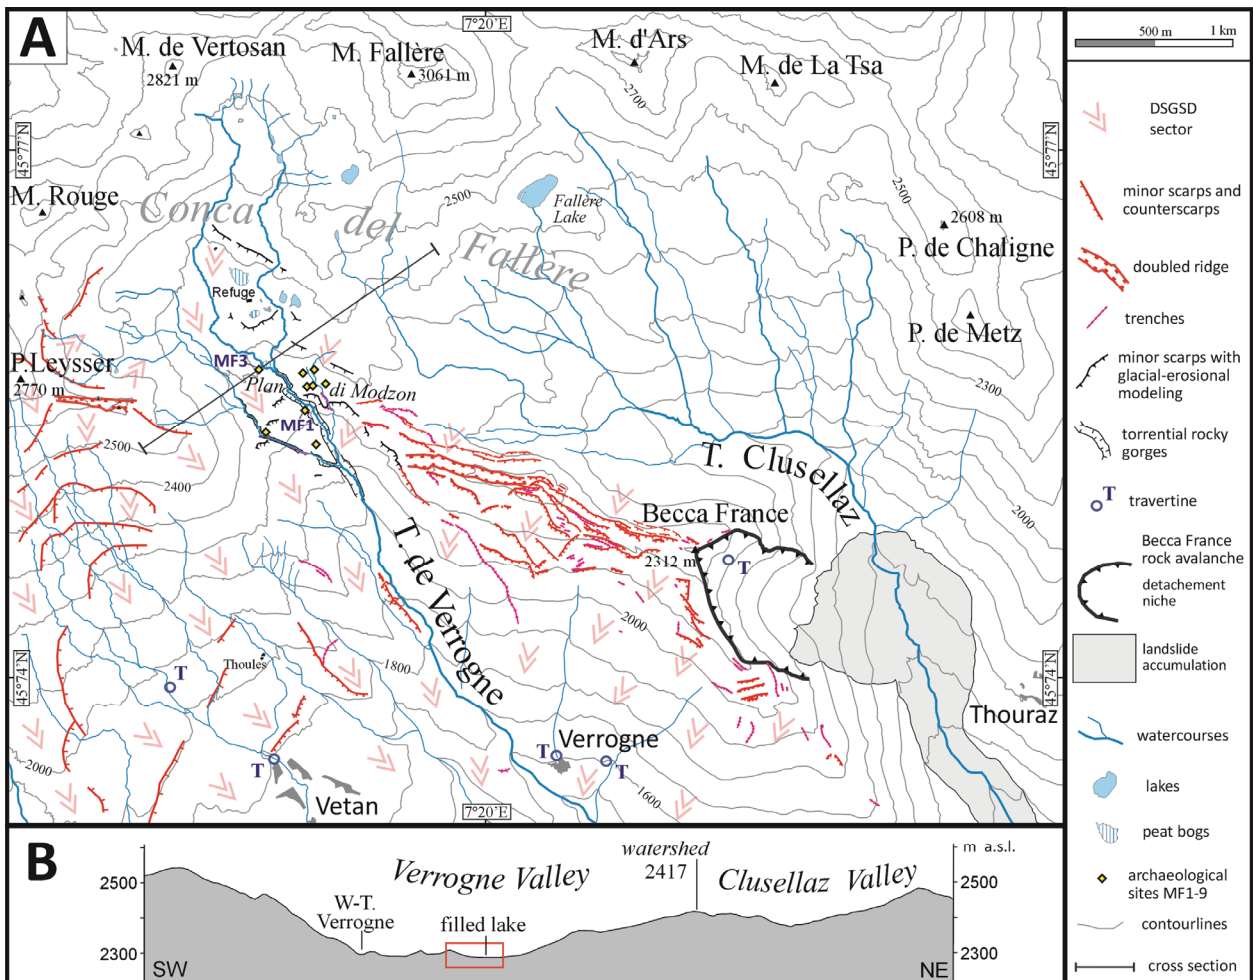 A
7°20'E
M. de Vertosan
2821 m
M. Fallère
3061 m
M. d'Ars
2700
M. de La Tsa
45°77'N
45°77'N
M. Rouge
Conca
del
Fallère
2500
Fallère
Lake
2500
2608 m
P. de Chaligne
P. de Metz
2300
Refuge
MF3
Plan
di Modzon
MF1
P.Leysser
2770 m
2500
2400
T. Clusellaz
2000
Becca France
2312 m
T
T. de Verrogne
2000
1800
Thoules
T
45°74'N
45°74'N
Thouraz
Verrogne
T
T
T
2000
Vetan
1600
7°20'E
500 m
1 km
DSGSD
sector
minor scarps and
counterscarps
doubled ridge
trenches
minor scarps with
glacial-erosional
modeling
torrential rocky
gorges
T
travertine
Becca France
rock avalanche
detachement
niche
landslide
accumulation
watercourses
lakes
peat bogs
archaeological
sites MF1-9
contourlines
cross section
B
2500
2300
SW
W-T.
Verrogne
Verrogne Valley
filled lake
watershed
2417
Clusellaz Valley
m a.s.l.
2500
2300
NE